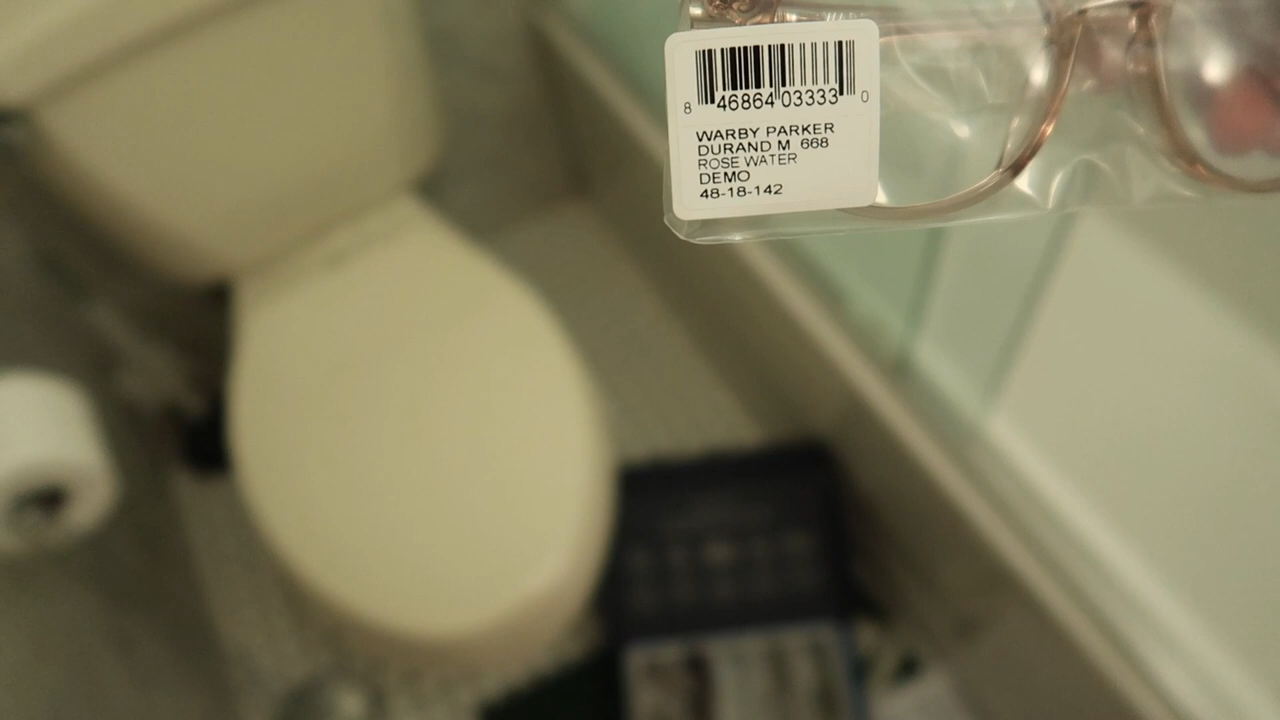 8 46864 03333 0
WARBY PARKER
DURAND M 668
ROSE WATER
DEMO
48-18-142